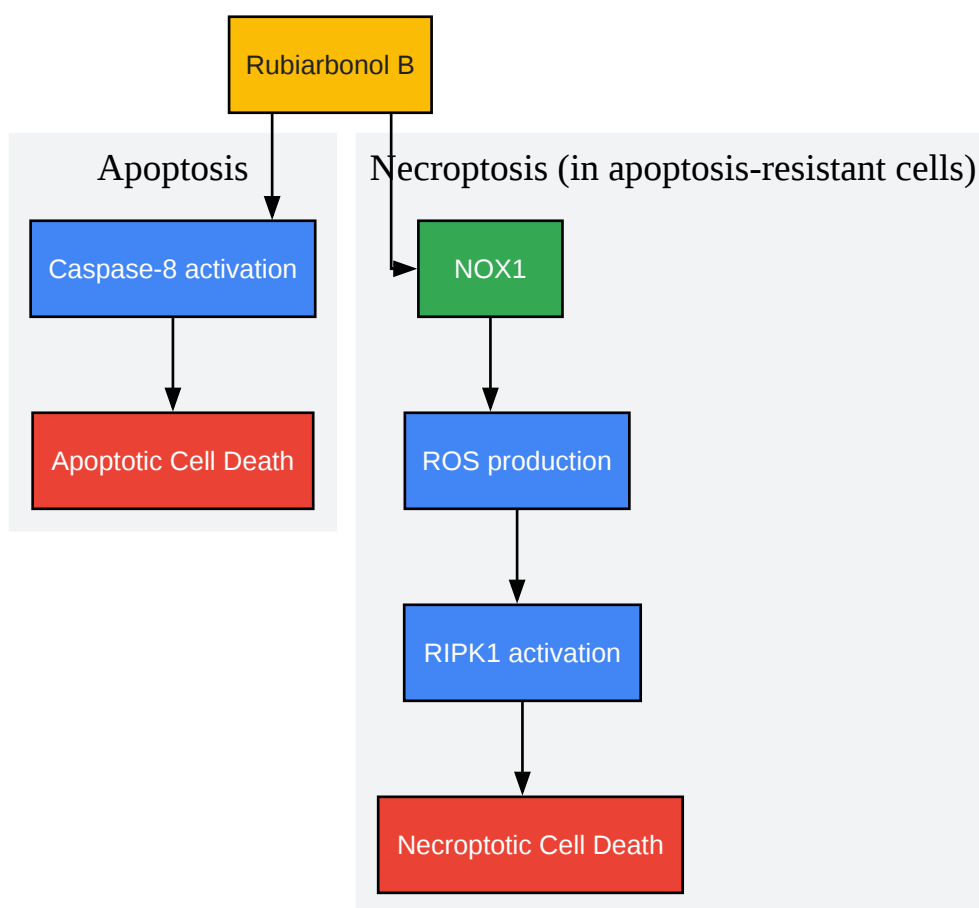 Rubiarbonol B
Apoptosis
Necroptosis (in apoptosis-resistant cells)
Caspase-8 activation
NOX1
Apoptotic Cell Death
ROS production
RIPK1 activation
Necroptotic Cell Death